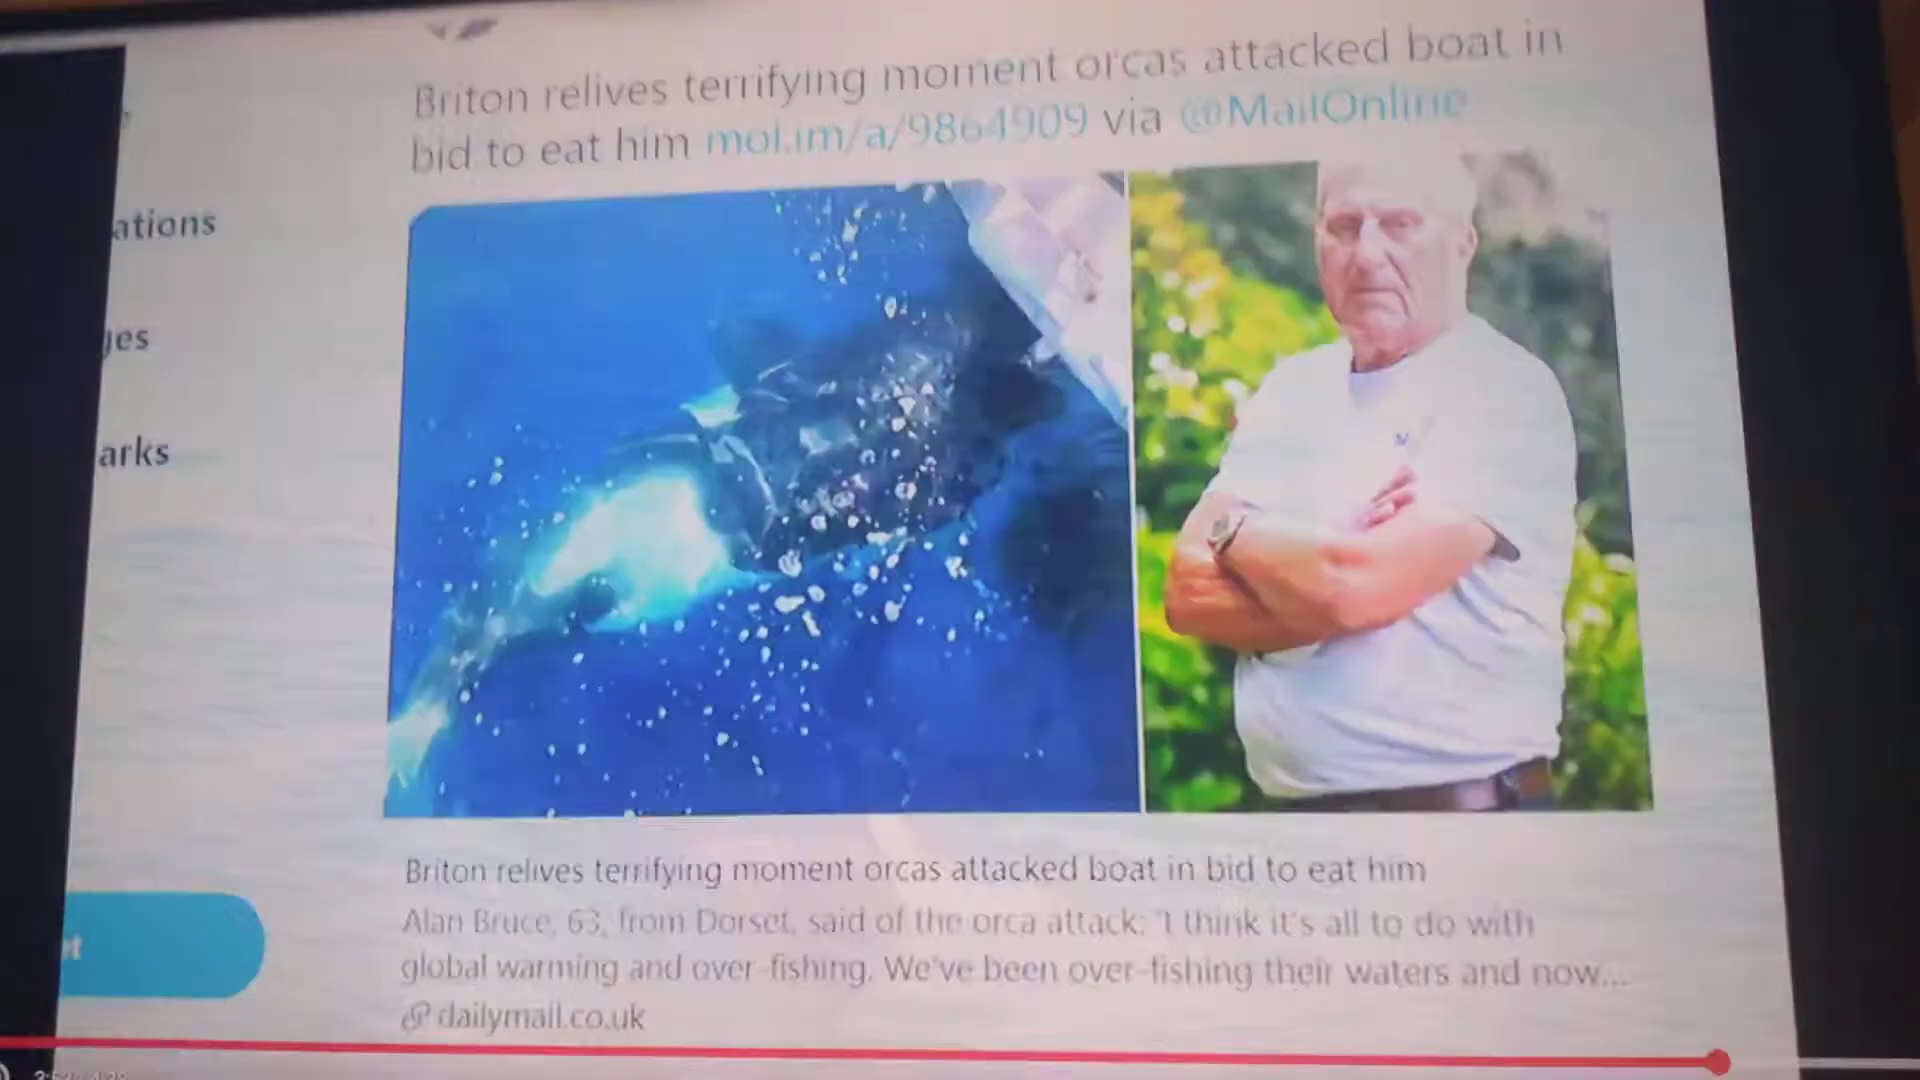 Briton relives terrifying moment orcas attacked boat in
bid to eat him mol.im/a/9864909 via @MailOnline
ations
ges
arks
Briton relives terrifying moment orcas attacked boat in bid to eat him
Alan Bruce, 63, from Dorset, said of the orca attack: 'I think it's all to do with
global warming and over-fishing. We've been over-fishing their waters and now...
dailymail.co.uk
et